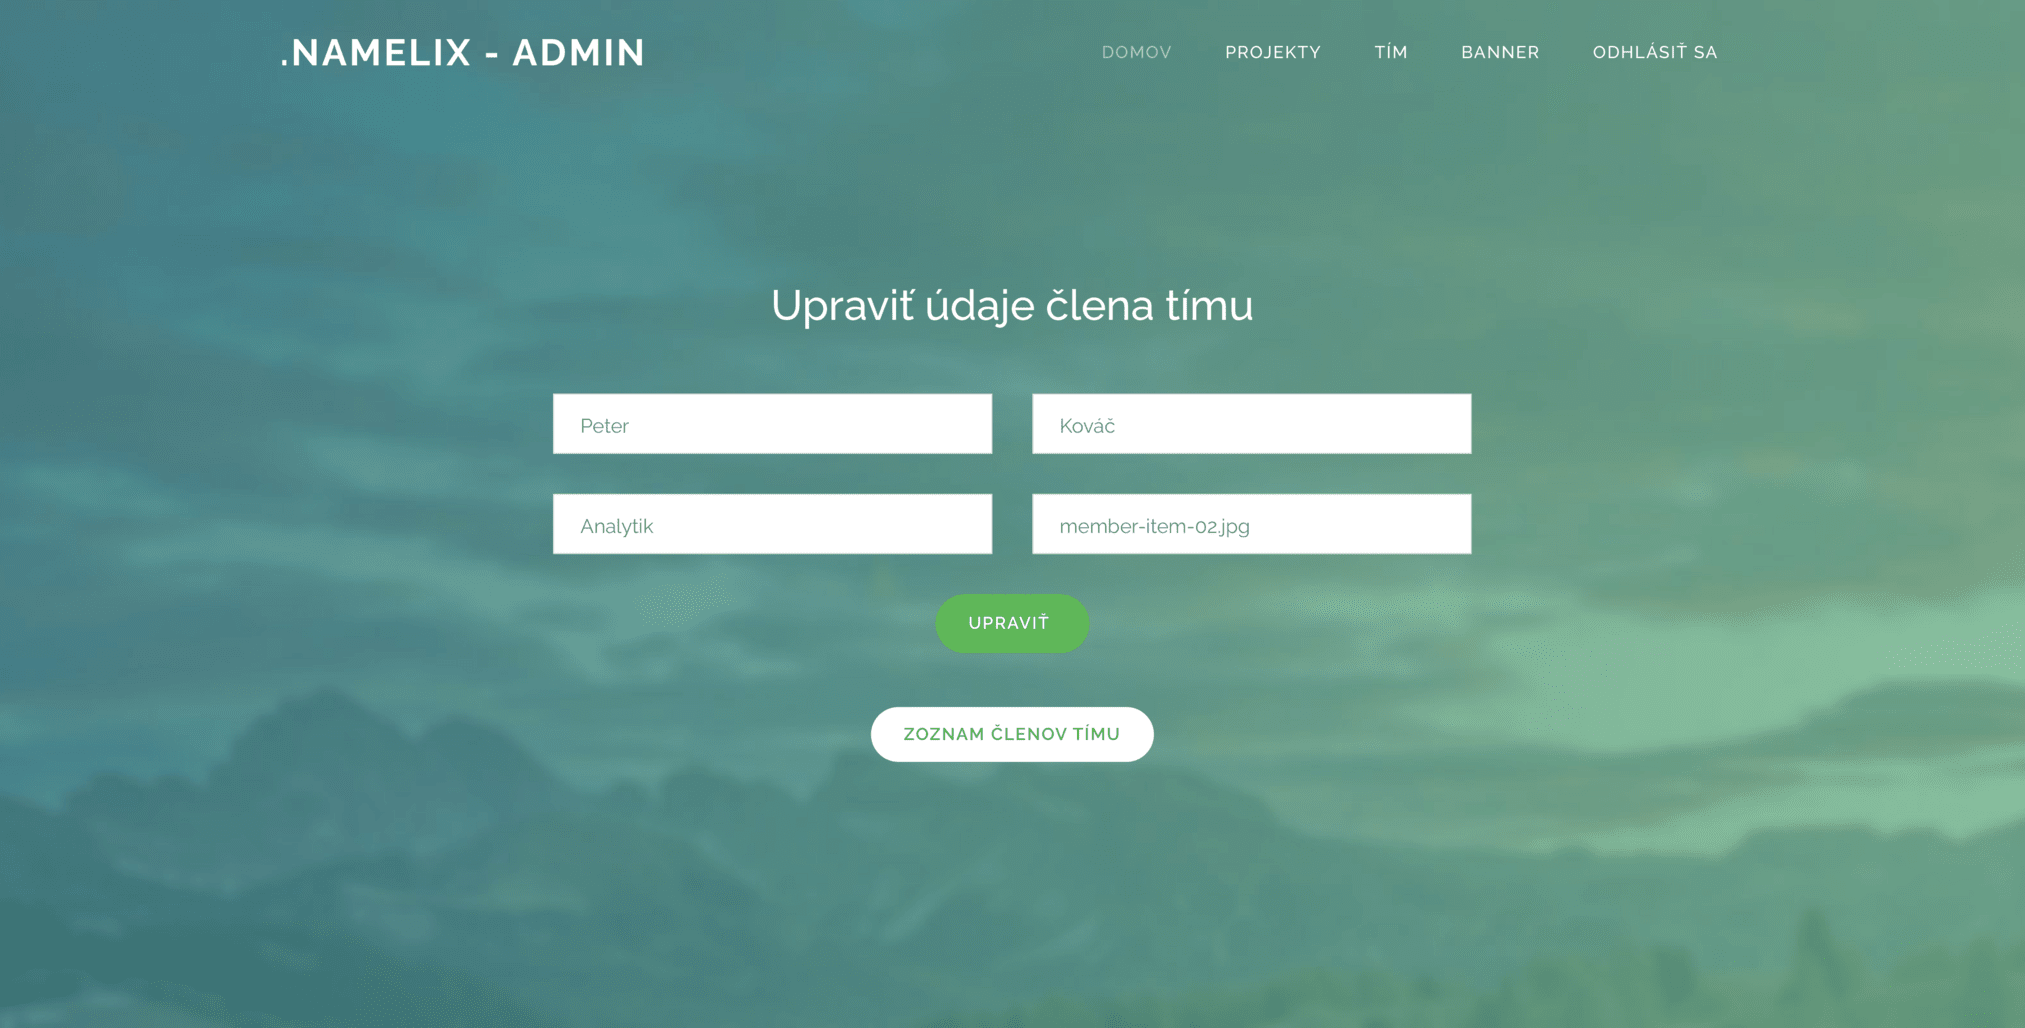 .NAMELIX - ADMIN
DOMOV PROJEKTY TÍM BANNER ODHLÁSIŤ SA
Upraviť údaje člena tímu
Peter
Kováč
Analytik
member-item-02.jpg
UPRAVIŤ
ZOZNAM ČLENOV TÍMU